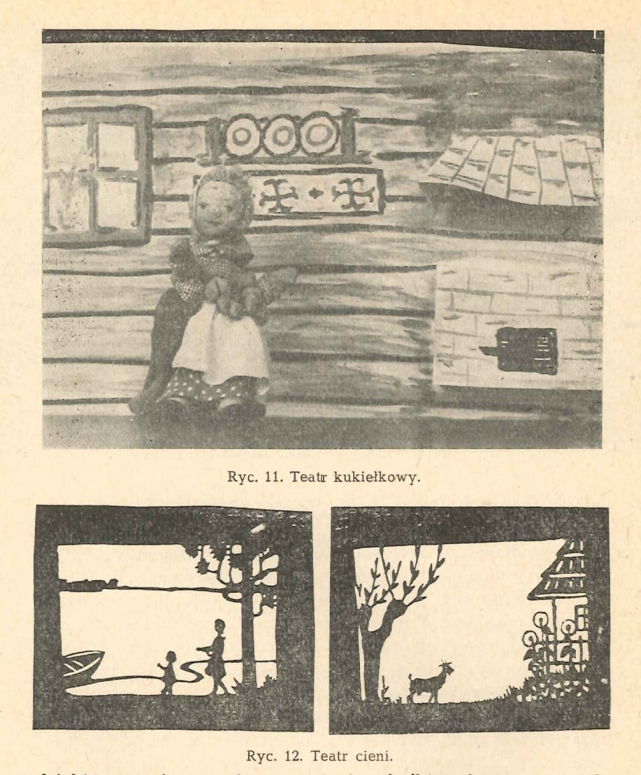 Ryc. 11. Teatr kukiełkowy.
Ryc. 12. Teatr cieni.